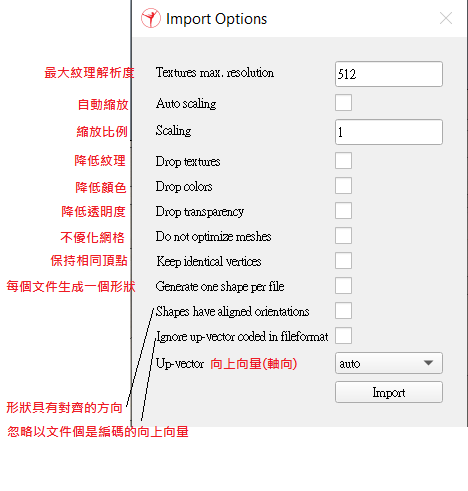 Import Options
最大紋理解析度 Textures max. resolution 512
自動縮放 Auto scaling
縮放比例 Scaling 1
降低紋理 Drop textures
降低顏色 Drop colors
降低透明度 Drop transparency
不優化網格 Do not optimize meshes
保持相同頂點 Keep identical vertices
每個文件生成一個形狀 Generate one shape per file
Shapes have aligned orientations
Ignore up-vector coded in fileformat
Up-vector 向上向量(軸向) auto
Import
形狀具有對齊的方向
忽略以文件個是編碼的向上向量